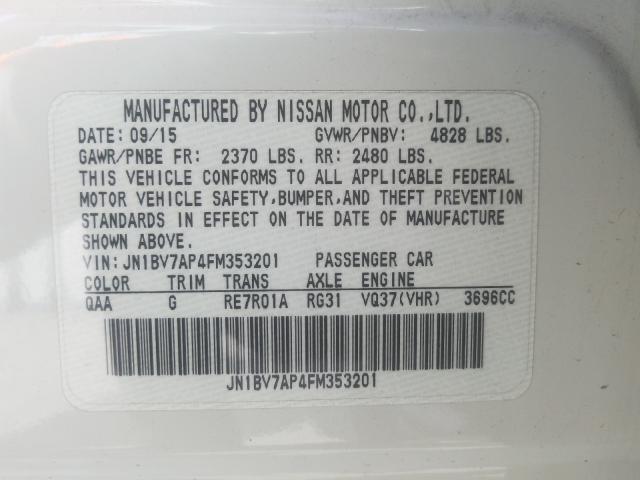 MANUFACTURED BY NISSAN MOTOR CO.,LTD.
DATE: 09/15 GVWR/PNBV: 4828 LBS.
GAWR/PNBE FR: 2370 LBS. RR: 2480 LBS.
THIS VEHICLE CONFORMS TO ALL APPLICABLE FEDERAL
MOTOR VEHICLE SAFETY,BUMPER,AND THEFT PREVENTION
STANDARDS IN EFFECT ON THE DATE OF MANUFACTURE
SHOWN ABOVE.
VIN:JN1BV7AP4FM353201 PASSENGER CAR
COLOR TRIM TRANS AXLE ENGINE
QAA G RE7R01A RG31 VQ37(VHR) 3696CC
JN1BV7AP4FM353201